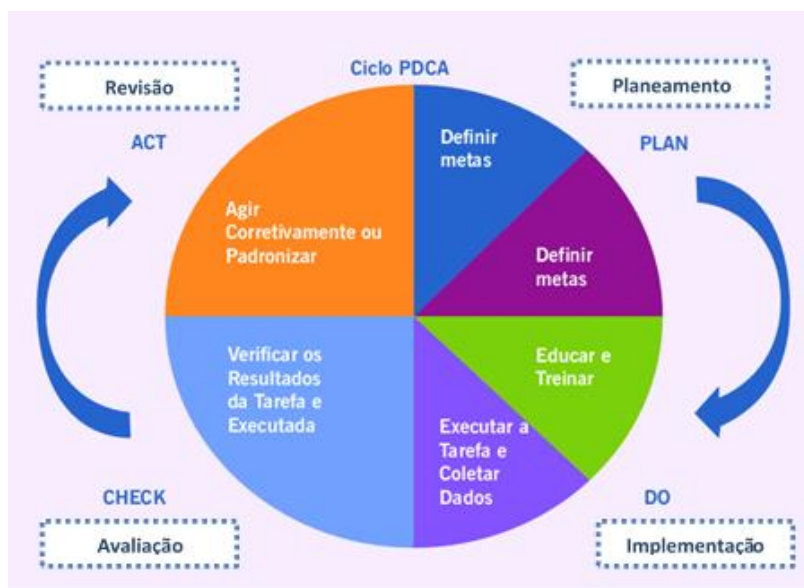 Ciclo PDCA
Revisão
ACT
Planeamento
PLAN
Definir
metas
Definir
metas
Educar e
Treinar
Executar a
Tarefa e
Coletar
Dados
DO
Implementação
Verificar os
Resultados
da Tarefa e
Executada
CHECK
Avaliação
Agir
Corretivamente ou
Padronizar